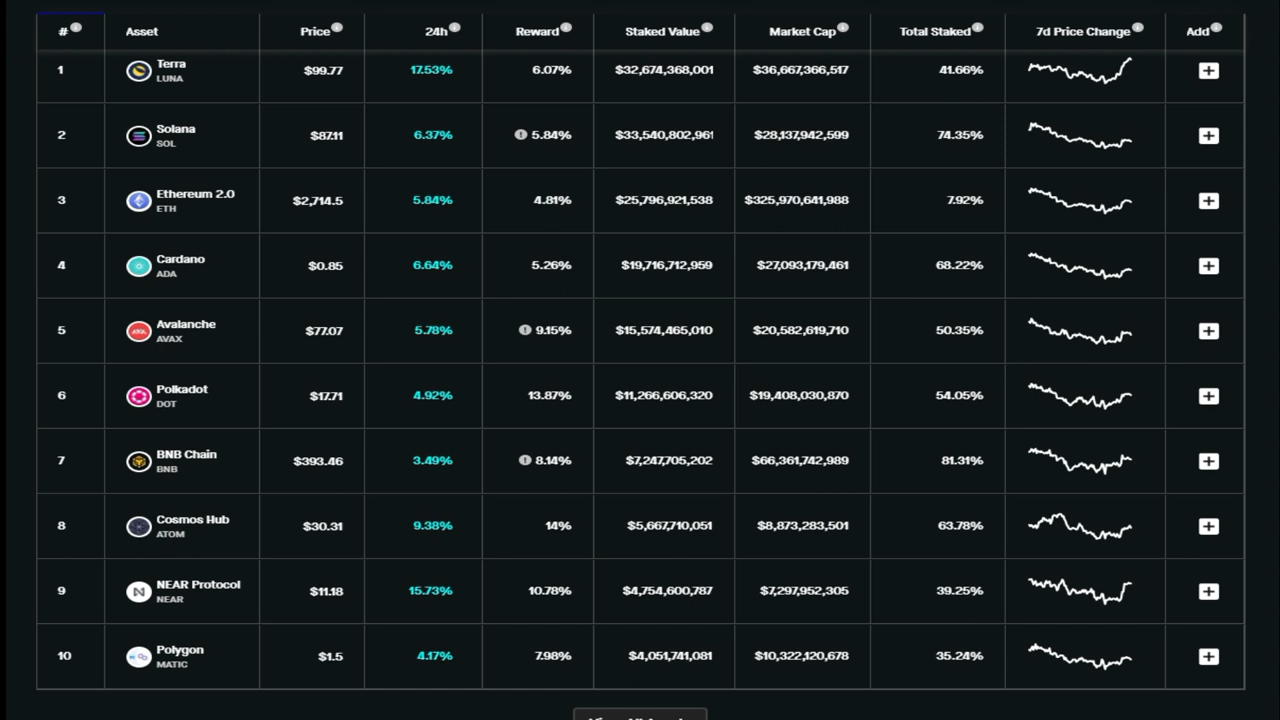 # Asset Price 24h Reward Staked Value Market Cap Total Staked 7d Price Change Add
1 Terra $99.77 17.53% 6.07% $32,674,368,001 $36,667,366,517 41.66%
LUNA
2 Solana $87.11 6.37% 5.84% $33,540,802,961 $28,137,942,599 74.35%
SOL
3 Ethereum 2.0 $2,714.5 5.84% 4.81% $25,796,921,538 $325,970,641,988 7.92%
ETH
4 Cardano $0.85 6.64% 5.26% $19,716,712,959 $27,093,179,461 68.22%
ADA
5 Avalanche $77.07 5.78% 9.15% $15,574,465,010 $20,582,619,710 50.35%
AVAX
6 Polkadot $17.71 4.92% 13.87% $11,266,606,320 $19,408,030,870 54.05%
DOT
7 BNB Chain $393.46 3.49% 8.14% $7,247,705,202 $66,361,742,989 81.31%
BNB
8 Cosmos Hub $30.31 9.38% 14% $5,667,710,051 $8,873,283,501 63.78%
ATOM
9 NEAR Protocol $11.18 15.73% 10.78% $4,754,600,787 $7,297,952,305 39.25%
NEAR
10 Polygon $1.5 4.17% 7.98% $4,051,741,081 $10,322,120,678 35.24%
MATIC